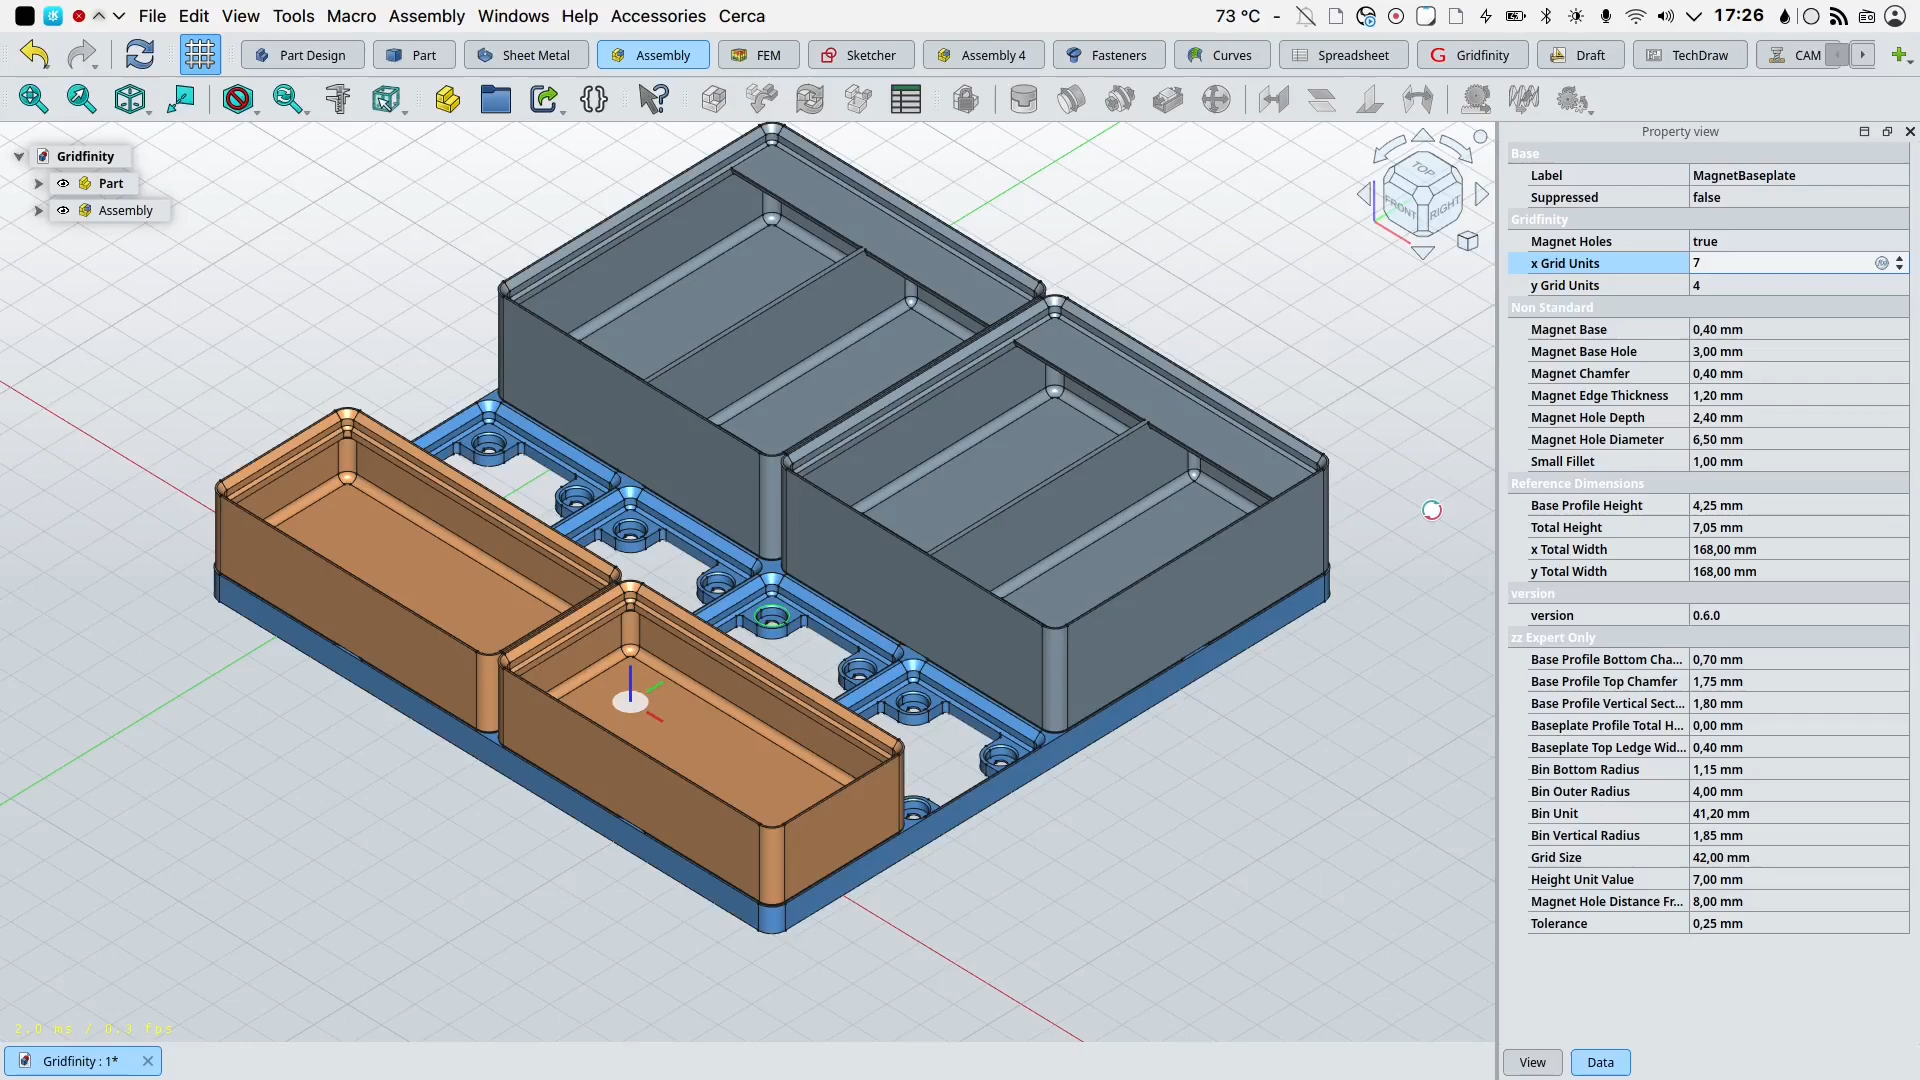 File Edit View Tools Macro Assembly Windows Help Accessories Cerca 73 °C - 17:26
Part Design Part Sheet Metal Assembly FEM Sketcher Assembly 4 Fasteners Curves Spreadsheet Gridfinity Draft TechDraw CAM
Gridfinity
Part
Assembly
TOP
FRONT
RIGHT
2.0 ms / 0.3 fps
Gridfinity : 1*
Property view
Base
Label MagnetBaseplate
Suppressed false
Gridfinity
Magnet Holes true
x Grid Units 7
y Grid Units 4
Non Standard
Magnet Base 0,40 mm
Magnet Base Hole 3,00 mm
Magnet Chamfer 0,40 mm
Magnet Edge Thickness 1,20 mm
Magnet Hole Depth 2,40 mm
Magnet Hole Diameter 6,50 mm
Small Fillet 1,00 mm
Reference Dimensions
Base Profile Height 4,25 mm
Total Height 7,05 mm
x Total Width 168,00 mm
y Total Width 168,00 mm
version
version 0.6.0
zz Expert Only
Base Profile Bottom Cha... 0,70 mm
Base Profile Top Chamfer 1,75 mm
Base Profile Vertical Sect... 1,80 mm
Baseplate Profile Total H... 0,00 mm
Baseplate Top Ledge Wid... 0,40 mm
Bin Bottom Radius 1,15 mm
Bin Outer Radius 4,00 mm
Bin Unit 41,20 mm
Bin Vertical Radius 1,85 mm
Grid Size 42,00 mm
Height Unit Value 7,00 mm
Magnet Hole Distance Fr... 8,00 mm
Tolerance 0,25 mm
View Data